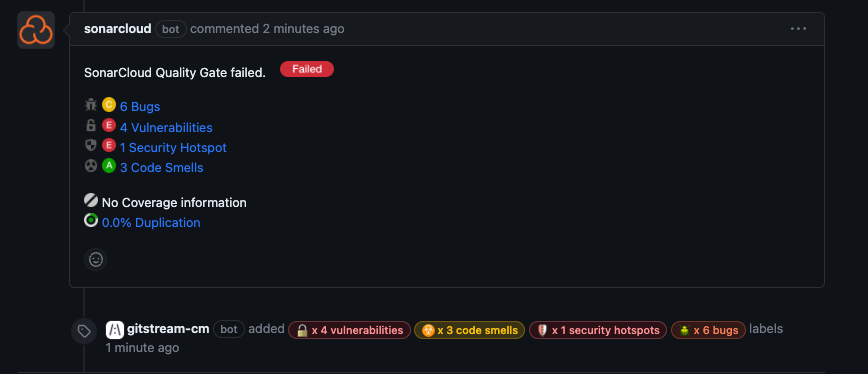 sonarcloud bot commented 2 minutes ago
SonarCloud Quality Gate failed. Failed
C 6 Bugs
E 4 Vulnerabilities
E 1 Security Hotspot
A 3 Code Smells
No Coverage information
0.0% Duplication
gitstream-cm bot added x 4 vulnerabilities x 3 code smells x 1 security hotspots x 6 bugs labels
1 minute ago